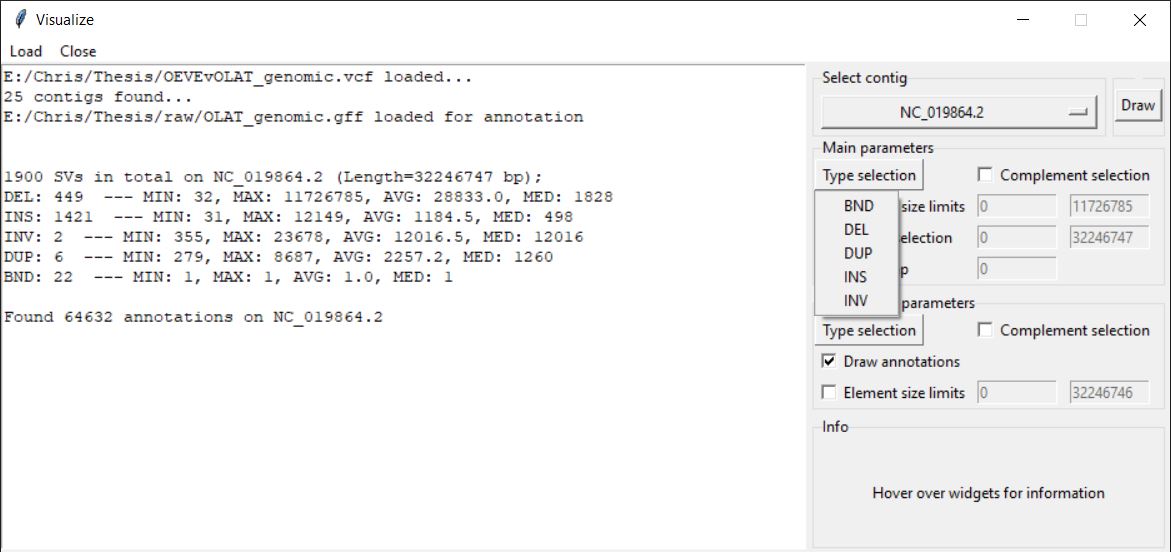 Visualize
Load Close
E:/Chris/Thesis/OEVEvOLAT_genomic.vcf loaded...
25 contigs found...
E:/Chris/Thesis/raw/OLAT_genomic.gff loaded for annotation
1900 SVs in total on NC_019864.2 (Length=32246747 bp);
DEL: 449  --- MIN: 32, MAX: 11726785, AVG: 28833.0, MED: 1828
INS: 1421  --- MIN: 31, MAX: 12149, AVG: 1184.5, MED: 498
INV: 2  --- MIN: 355, MAX: 23678, AVG: 12016.5, MED: 12016
DUP: 6  --- MIN: 279, MAX: 8687, AVG: 2257.2, MED: 1260
BND: 22  --- MIN: 1, MAX: 1, AVG: 1.0, MED: 1
Found 64632 annotations on NC_019864.2
Select contig
NC_019864.2
Draw
Main parameters
Type selection
Complement selection
BND
DEL
DUP
INS
INV
size limits 0 11726785
election 0 32246747
p 0
parameters
Type selection
Complement selection
Draw annotations
Element size limits 0 32246746
Info
Hover over widgets for information